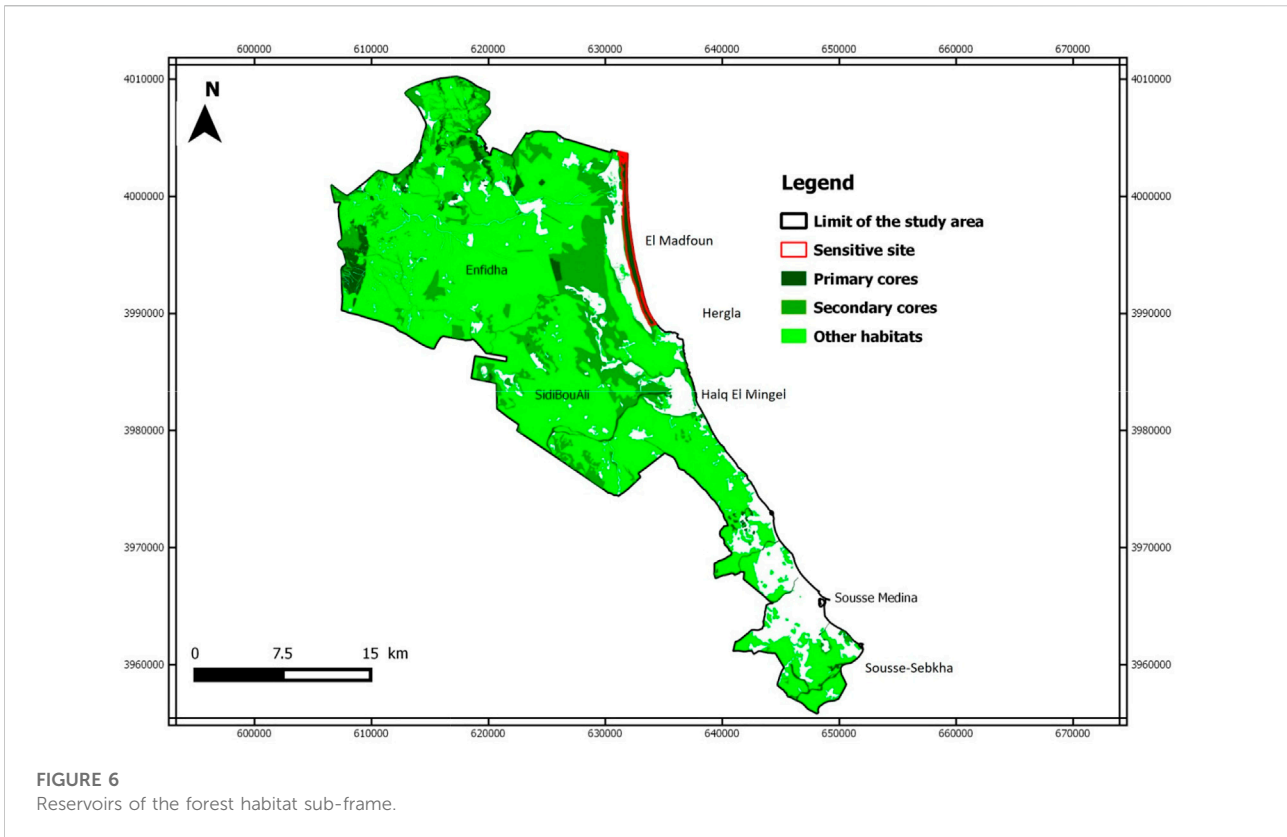 600000 610000 620000 630000 640000 650000 660000 670000
4010000 4010000
N
4000000 4000000
Legend
Limit of the study area
El Madfoun
Sensitive site
Enfidha
Primary cores
3990000 Hergla Secondary cores 3990000
Other habitats
SidiBouAli Halq El Mingel
3980000 3980000
3970000 3970000
Sousse Medina
0 7.5 15 km
3960000 Sousse-Sebkha 3960000
600000 610000 620000 630000 640000 650000 660000 670000
FIGURE 6
Reservoirs of the forest habitat sub-frame.